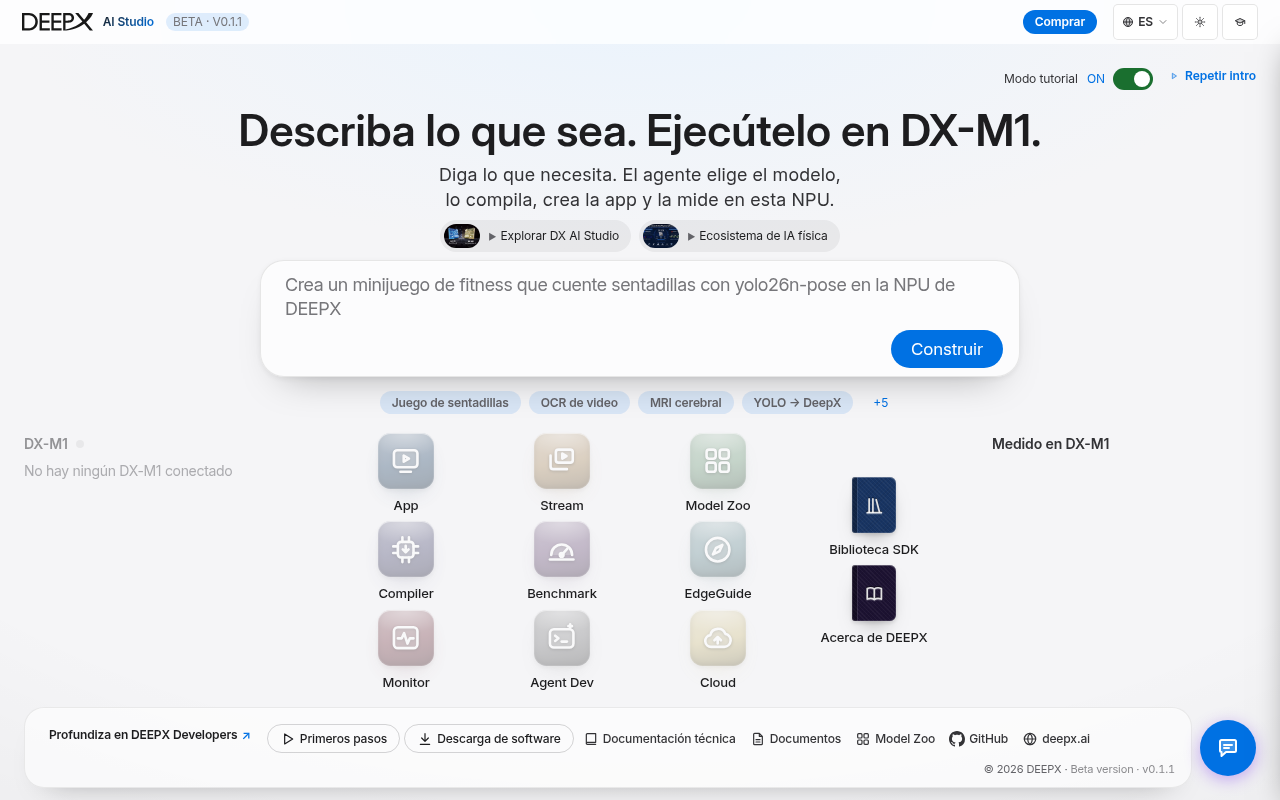 DEEPX AI Studio BETA · V0.1.1
Comprar
ES
Modo tutorial ON
Repetir intro
Describa lo que sea. Ejecútelo en DX-M1.
Diga lo que necesita. El agente elige el modelo,
lo compila, crea la app y la mide en esta NPU.
Explorar DX AI Studio
Ecosistema de IA física
Crea un minijuego de fitness que cuente sentadillas con yolo26n-pose en la NPU de
DEEPX
Construir
Juego de sentadillas
OCR de video
MRI cerebral
YOLO → DeepX
+5
DX-M1
No hay ningún DX-M1 conectado
App
Stream
Model Zoo
Compiler
Benchmark
EdgeGuide
Monitor
Agent Dev
Cloud
Medido en DX-M1
Biblioteca SDK
Acerca de DEEPX
Profundiza en DEEPX Developers
Primeros pasos
Descarga de software
Documentación técnica
Documentos
Model Zoo
GitHub
deepx.ai
© 2026 DEEPX · Beta version · v0.1.1